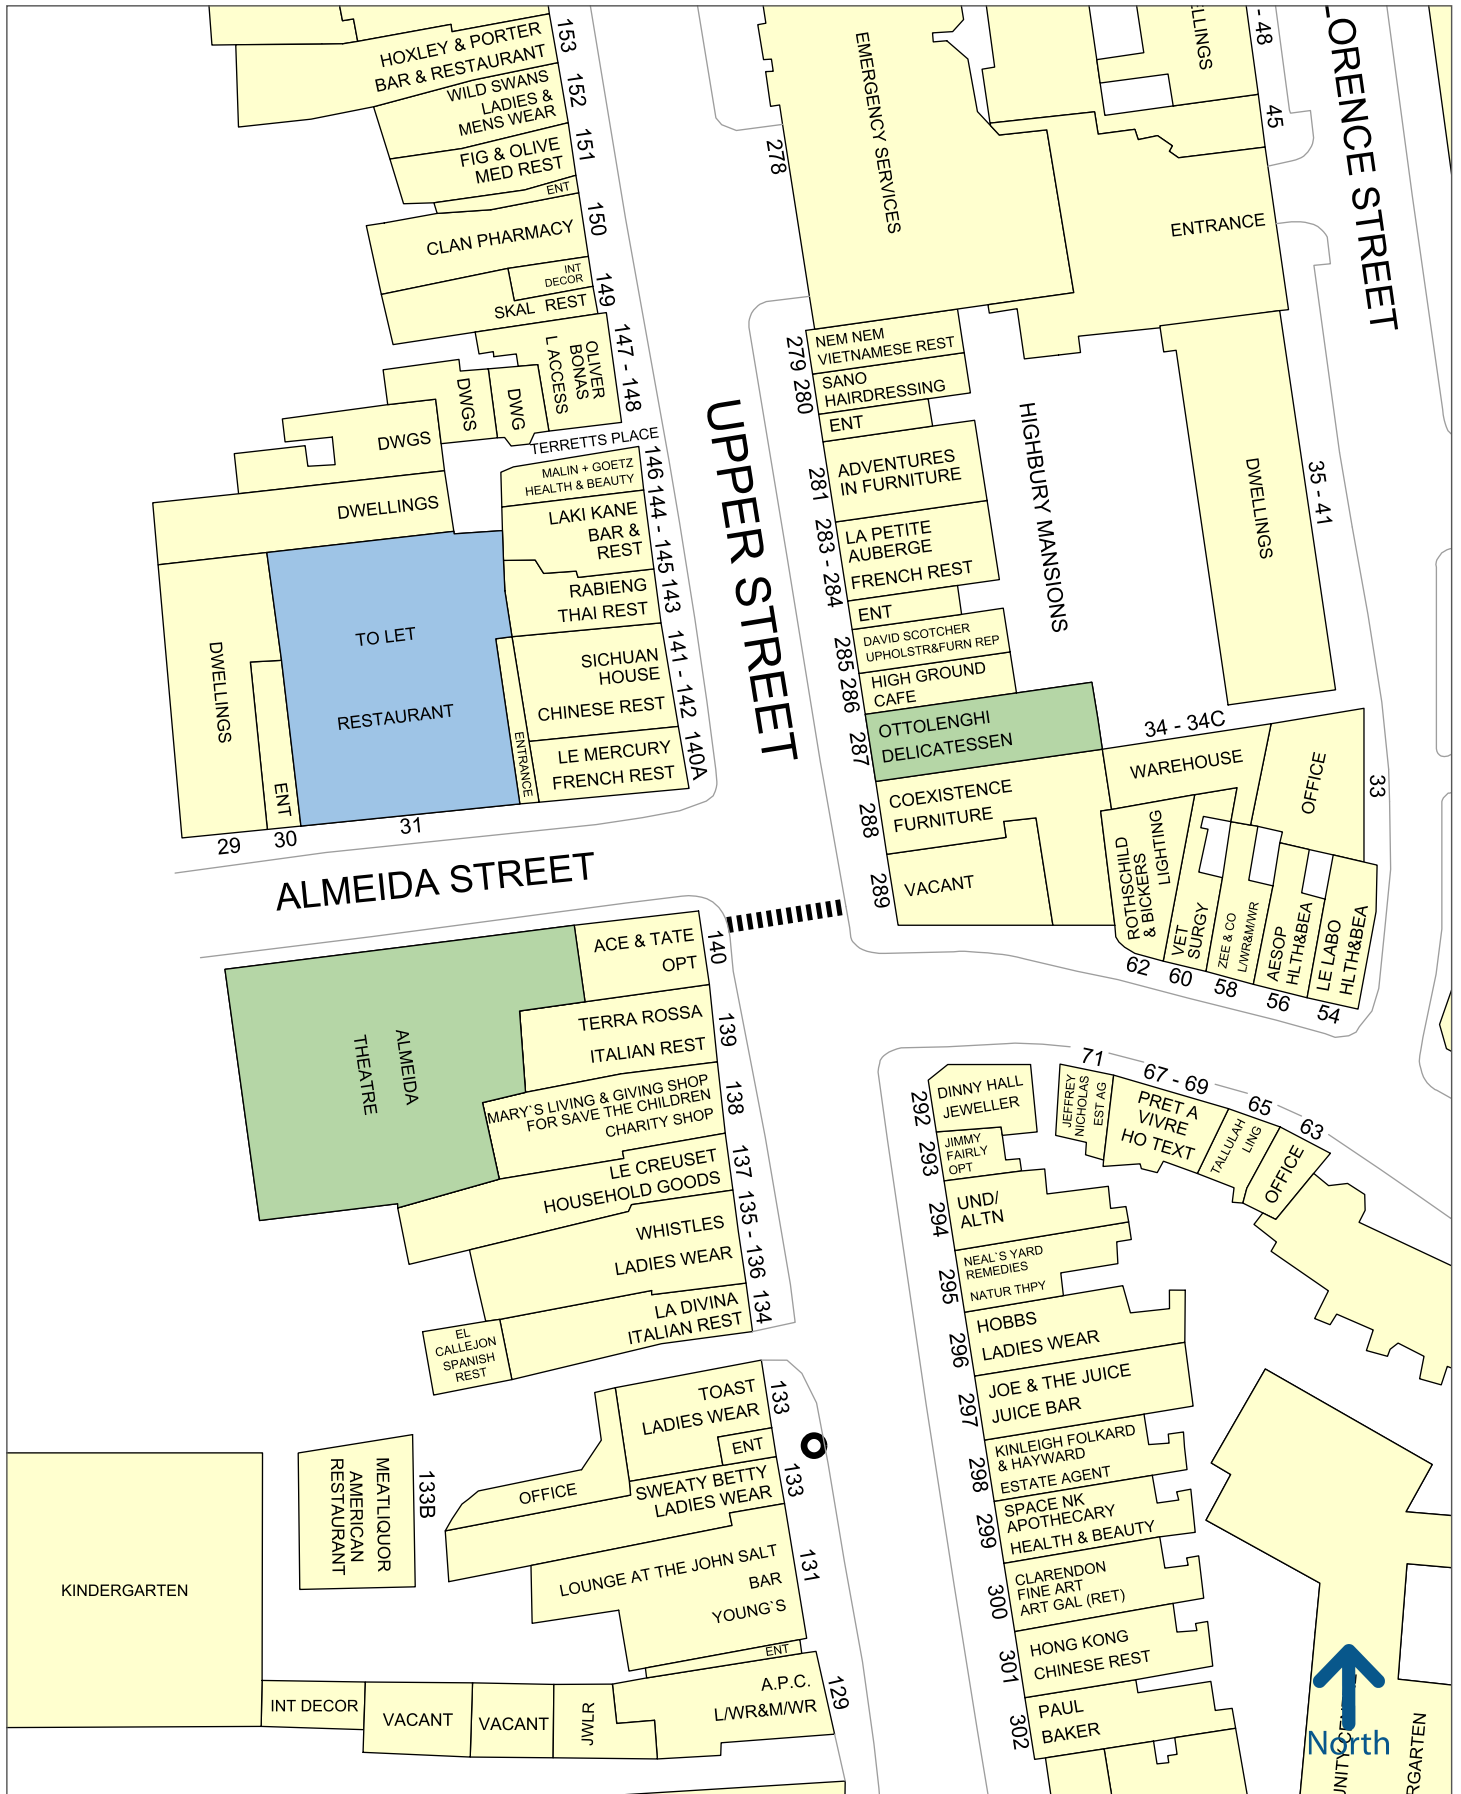 HOXLEY & PORTER
BAR & RESTAURANT
153
WILD SWANS
LADIES &
MENS WEAR
152
FIG & OLIVE
MED REST
151
ENT
CLAN PHARMACY
150
INT
DECOR
SKAL REST
149
OLIVER
BONAS
L ACCESS
147 - 148
DWG
DWGS
DWGS
DWELLINGS
TERRETTS PLACE
MALIN + GOETZ
HEALTH & BEAUTY
146
LAKI KANE
BAR &
REST
144 - 145
RABIENG
THAI REST
143
SICHUAN
HOUSE
CHINESE REST
141 - 142
LE MERCURY
FRENCH REST
140A
ENTRANCE
TO LET
RESTAURANT
31
DWELLINGS
29
ENT
30
UPPER STREET
ALMEIDA STREET
EMERGENCY SERVICES
278
ELLINGS
- 48
45
ENTRANCE
LORENCE STREET
NEM NEM
VIETNAMESE REST
279
SANO
HAIRDRESSING
280
ENT
ADVENTURES
IN FURNITURE
281
LA PETITE
AUBERGE
FRENCH REST
283 - 284
ENT
DAVID SCOTCHER
UPHOLSTR&FURN REP
285
HIGH GROUND
CAFE
286
OTTOLENGHI
DELICATESSEN
287
COEXISTENCE
FURNITURE
288
VACANT
289
HIGHBURY MANSIONS
DWELLINGS
35 - 41
34 - 34C
WAREHOUSE
OFFICE
33
ROTHSCHILD
& BICKERS
LIGHTING
62
VET
SURGY
60
ZEE & CO
L/WR&M/WR
58
AESOP
HLTH&BEA
56
LE LABO
HLTH&BEA
54
ALMEIDA
THEATRE
ACE & TATE
OPT
140
TERRA ROSSA
ITALIAN REST
139
MARY`S LIVING & GIVING SHOP
FOR SAVE THE CHILDREN
CHARITY SHOP
138
LE CREUSET
HOUSEHOLD GOODS
137
WHISTLES
LADIES WEAR
135 - 136
LA DIVINA
ITALIAN REST
134
EL
CALLEJON
SPANISH
REST
TOAST
LADIES WEAR
133
ENT
SWEATY BETTY
LADIES WEAR
133
OFFICE
MEATLIQUOR
AMERICAN
RESTAURANT
133B
LOUNGE AT THE JOHN SALT
BAR
YOUNG`S
131
ENT
A.P.C.
L/WR&M/WR
129
KINDERGARTEN
INT DECOR
VACANT
VACANT
JWLR
DINNY HALL
JEWELLER
292
JIMMY
FAIRLY
OPT
293
UND/
ALTN
294
NEAL`S YARD
REMEDIES
NATUR THPY
295
HOBBS
LADIES WEAR
296
JOE & THE JUICE
JUICE BAR
297
KINLEIGH FOLKARD
& HAYWARD
ESTATE AGENT
298
SPACE NK
APOTHECARY
HEALTH & BEAUTY
299
CLARENDON
FINE ART
ART GAL (RET)
300
HONG KONG
CHINESE REST
301
PAUL
BAKER
302
71
JEFFREY
NICHOLAS
EST AG
67 - 69
PRET A
VIVRE
HO TEXT
65
TALLULAH
LING
63
OFFICE
North
RGARTEN